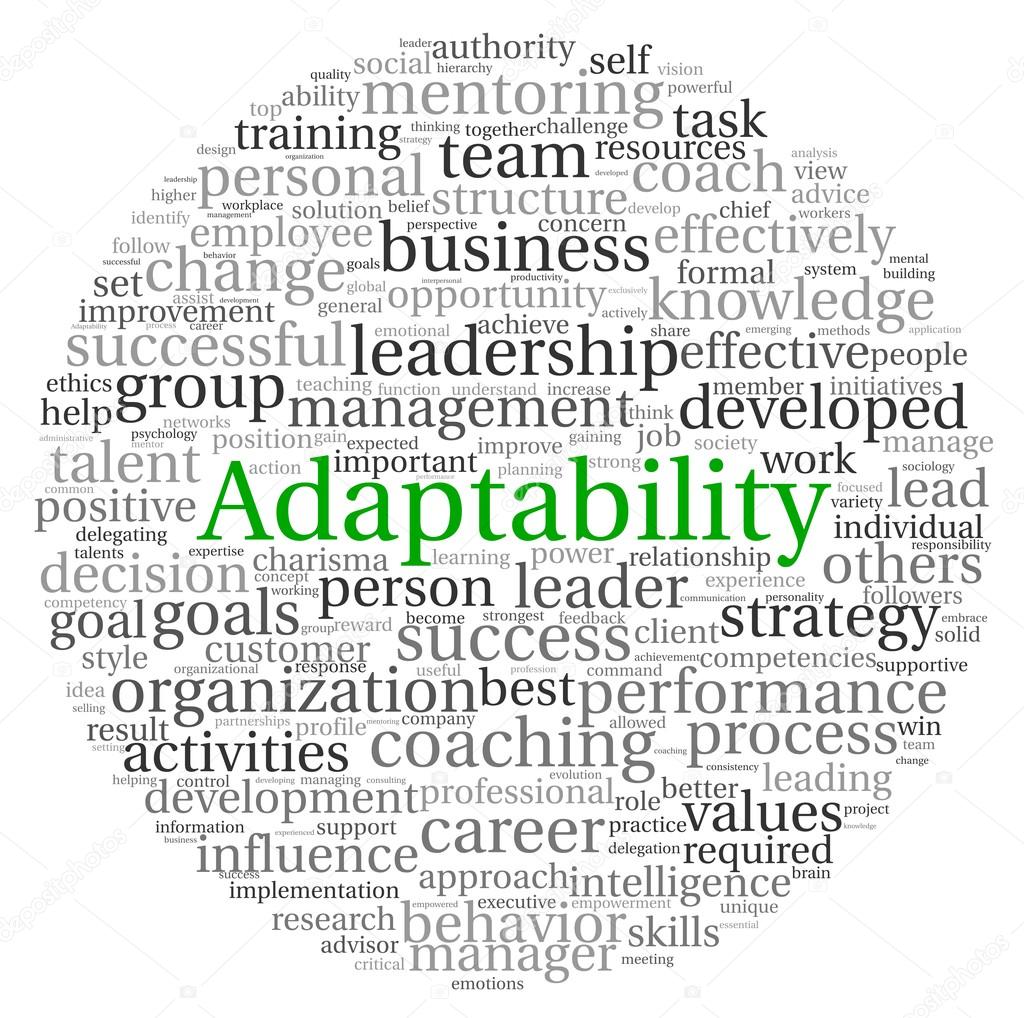 leader authority
social hierarchy self vision
quality
top ability mentoring powerful
training thinking together challenge task
strategy
design organization team resources analysis
personal developed coach view
leadership
higher workplace structure advice
identify management solution belief develop chief workers
employee perspective concern effectively
follow behavior business
successful change goals productivity formal system mental
set global interpersonal building
assist development general opportunity exclusively knowledge
improvement actively
Adaptability process career emotional achieve share emerging methods application
successful leadership effective people
ethics group teaching function understand increase member initiatives
help management think developed
networks
administrative psychology position gain expected improve gaining job society manage
mentor
talent action important planning strong work sociology
performance
common Adaptability focused lead
positive variety
delegating individual
talents expertise charisma learning power relationship responsibility
decision concept person leader experience others
working communication personality followers
competency goal goals become strongest feedback strategy embrace
group reward success client solid
style customer achievement competencies supportive
organizational response useful profession command
idea organization best performance
selling
result partnerships profile mentoring company allowed process win
setting activities coaching coaching team
change
helping control developing managing consulting evolution consistency leading
development professional role better values project
information experienced support career practice knowledge
business influence delegation required
success approach intelligence brain
implementation
empowered executive empowerment unique
research behavior skills essential
advisor manager
critical meeting
emotions
depositphotos